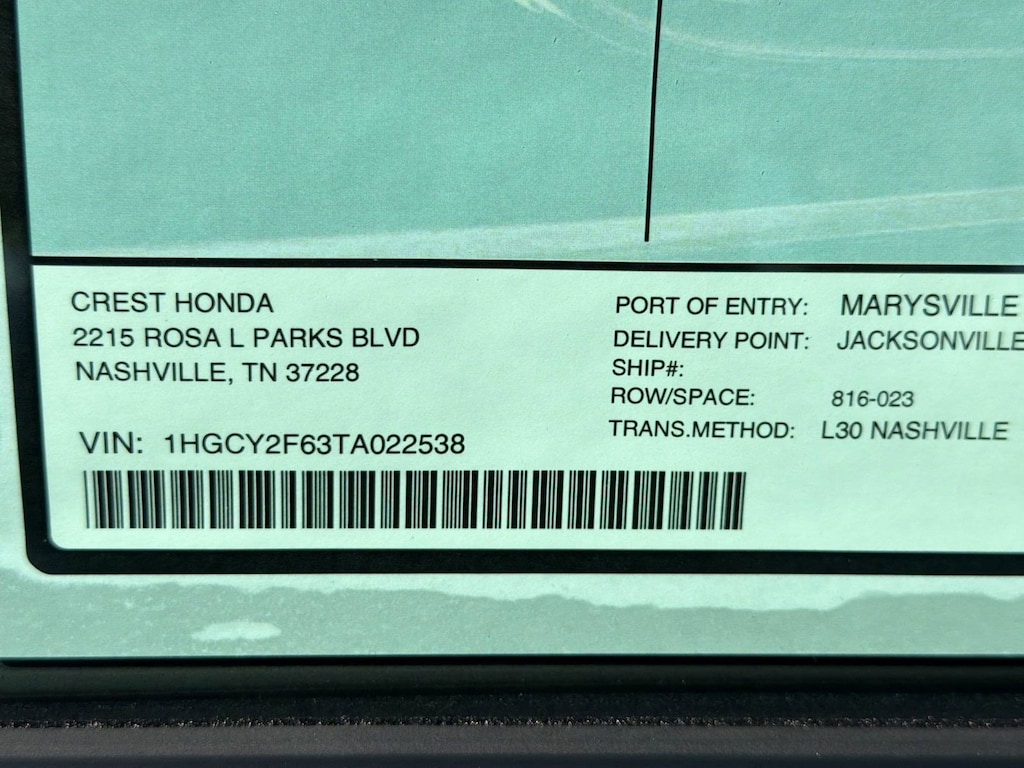 CREST HONDA
2215 ROSA L PARKS BLVD
NASHVILLE, TN 37228
VIN: 1HGCY2F63TA022538
PORT OF ENTRY: MARYSVILLE
DELIVERY POINT: JACKSONVILLE
SHIP#:
ROW/SPACE: 816-023
TRANS.METHOD: L30 NASHVILLE